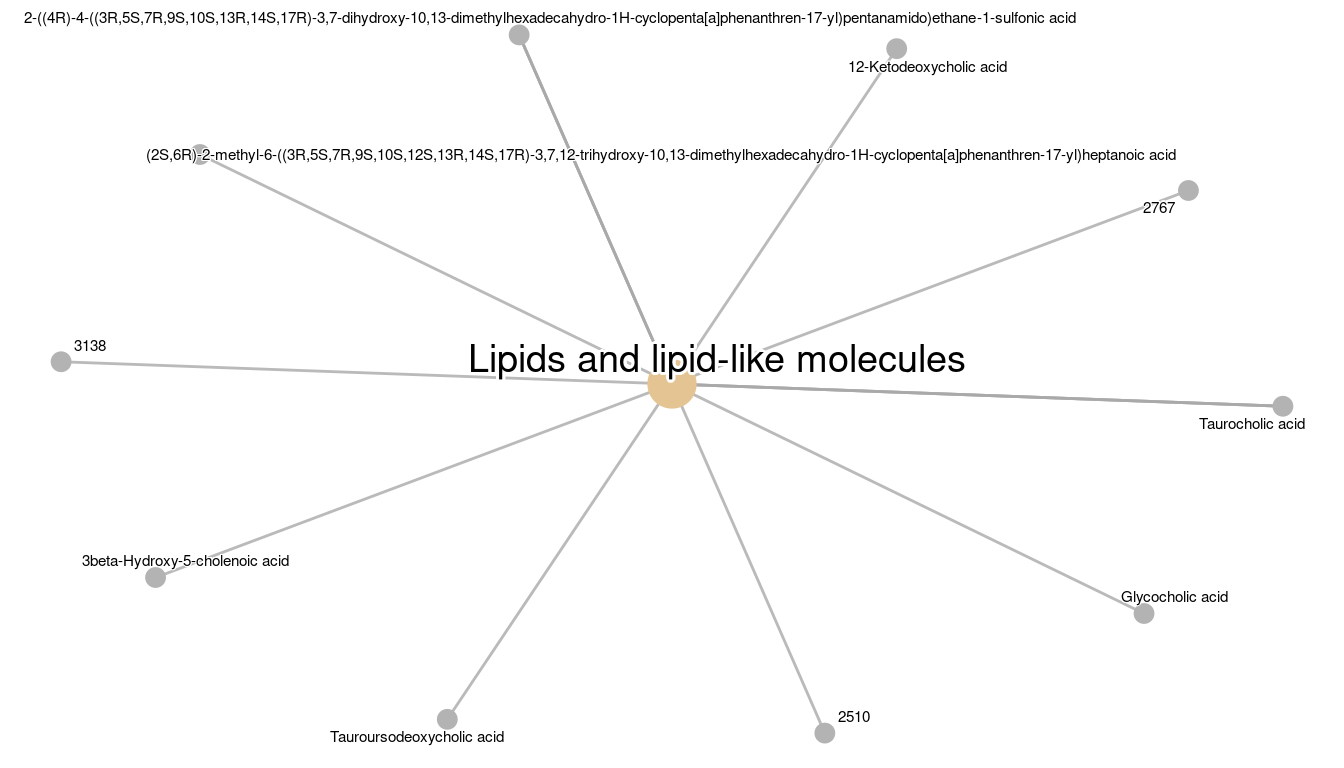 2-((4R)-4-((3R,5S,7R,9S,10S,13R,14S,17R)-3,7-dihydroxy-10,13-dimethylhexadecahydro-1H-cyclopenta[a]phenanthren-17-yl)pentanamido)ethane-1-sulfonic acid
12-Ketodeoxycholic acid
(2S,6R)-2-methyl-6-((3R,5S,7R,9S,10S,12S,13R,14S,17R)-3,7,12-trihydroxy-10,13-dimethylhexadecahydro-1H-cyclopenta[a]phenanthren-17-yl)heptanoic acid
2767
3138
Lipids and lipid-like molecules
Taurocholic acid
3beta-Hydroxy-5-cholenoic acid
Glycocholic acid
2510
Tauroursodeoxycholic acid